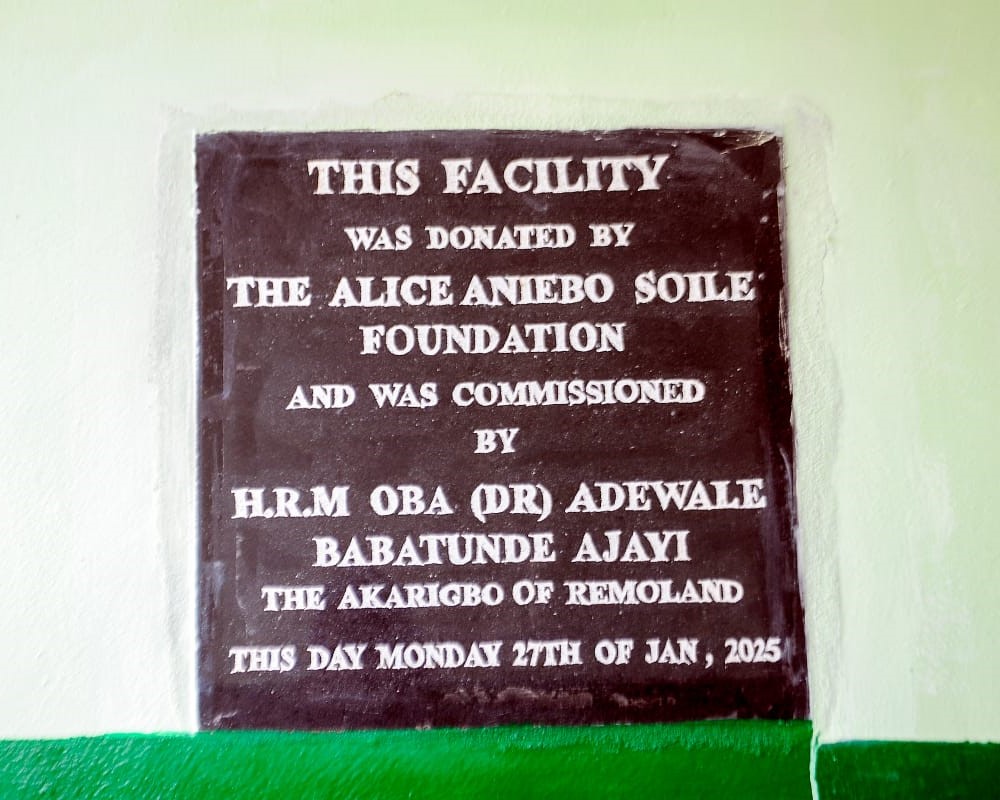 THIS FACILITY
WAS DONATED BY
THE ALICE ANIEBO SOILE
FOUNDATION
AND WAS COMMISSIONED
BY
H.R.M OBA (DR) ADEWALE
BABATUNDE AJAYI
THE AKARIGBO OF REMOLAND
THIS DAY MONDAY 27TH OF JAN, 2025